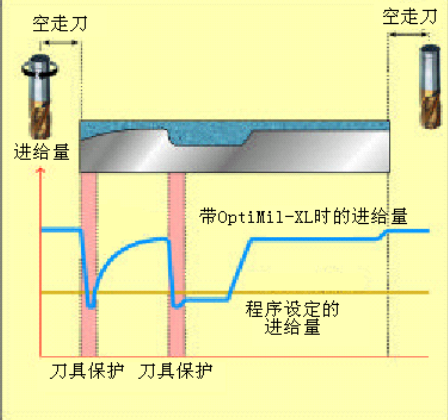 空走刀
空走刀
进给量
带OptiMil-XL时的进给量
程序设定的
进给量
刀具保护
刀具保护